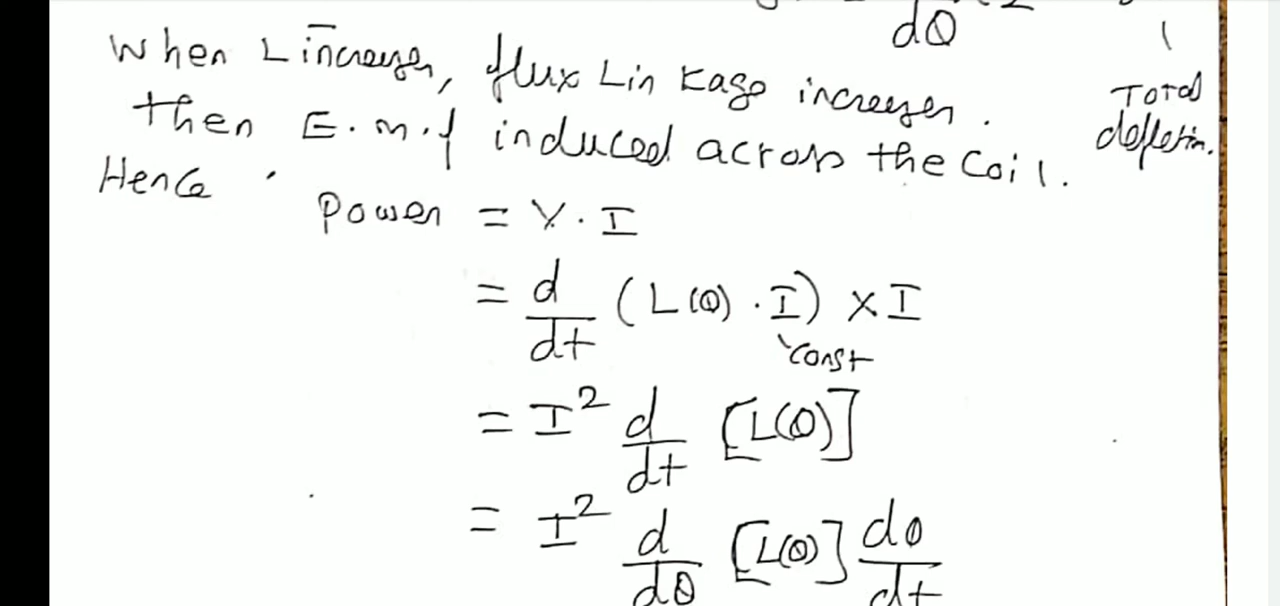 dθ
When L increases, flux Linkage increases.
Total
deflection.
then E.m.f induced across the Coil.
Hence
Power = V.I
= d/dt (L(θ) . I) × I
const
= I² d/dt [L(θ)]
= I² d/dθ [L(θ)] dθ/dt